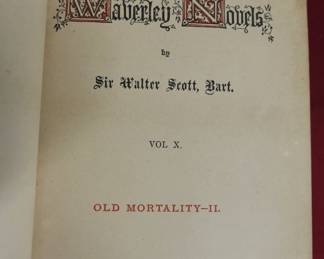 Waverley Novels
by
Sir Walter Scott, Bart.
VOL X.
OLD MORTALITY—II.